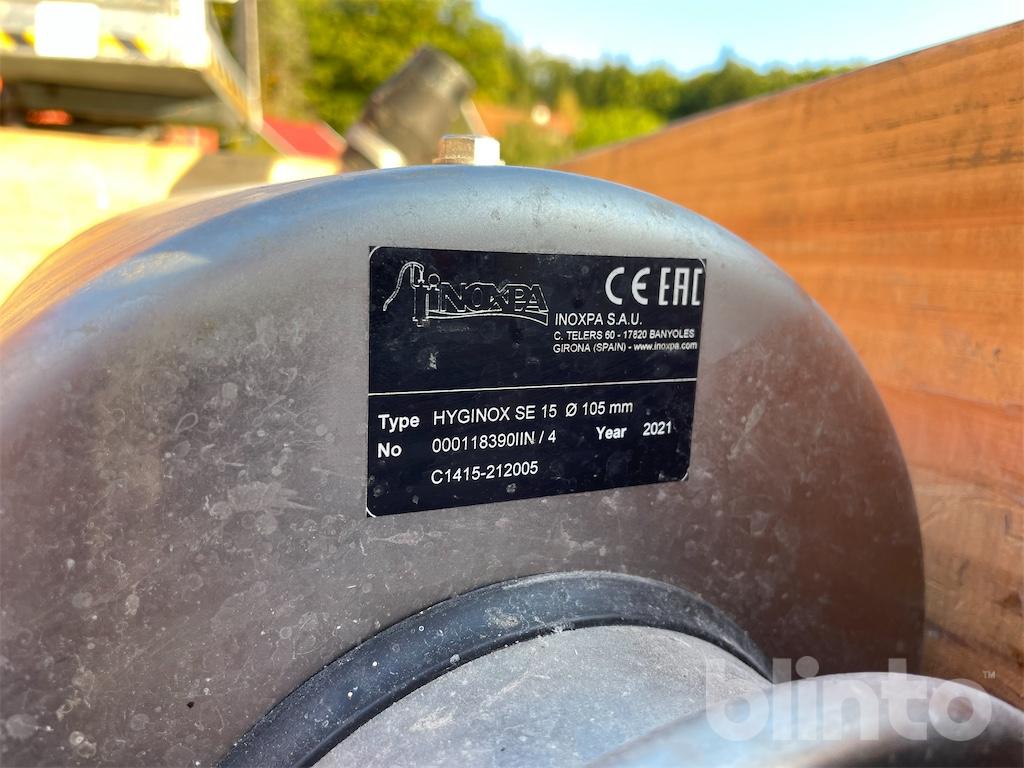 INOXPA
CE EAC
INOXPA S.A.U.
C. TELERS 60 - 17820 BANYOLES
GIRONA (SPAIN) - www.inoxpa.com
Type HYGINOX SE 15 Ø 105 mm
No 000118390IIN / 4 Year 2021
C1415-212005
blinto™